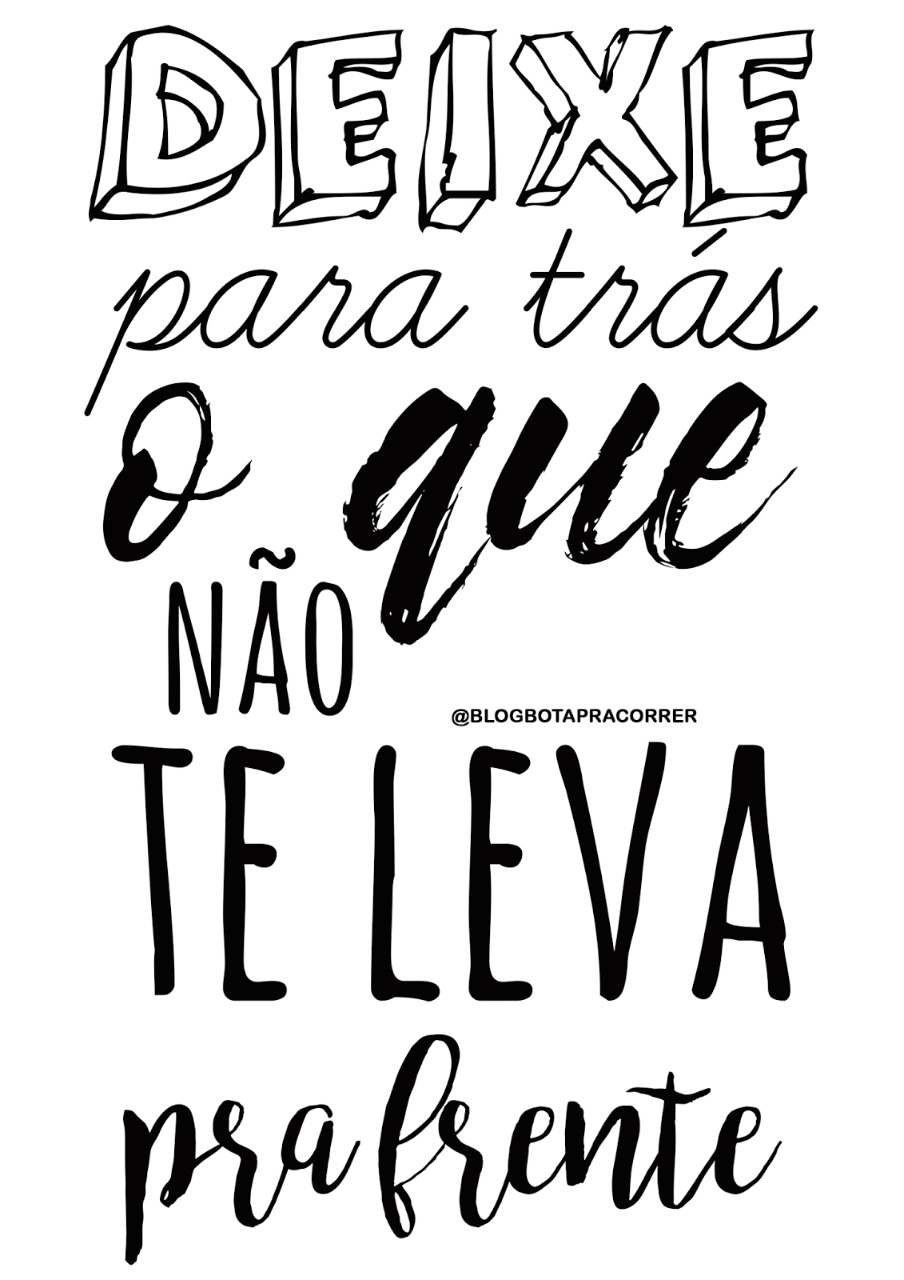 DEIXE
para trás
o que
NÃO
@BLOGBOTAPRACORRER
TE LEVA
pra frente